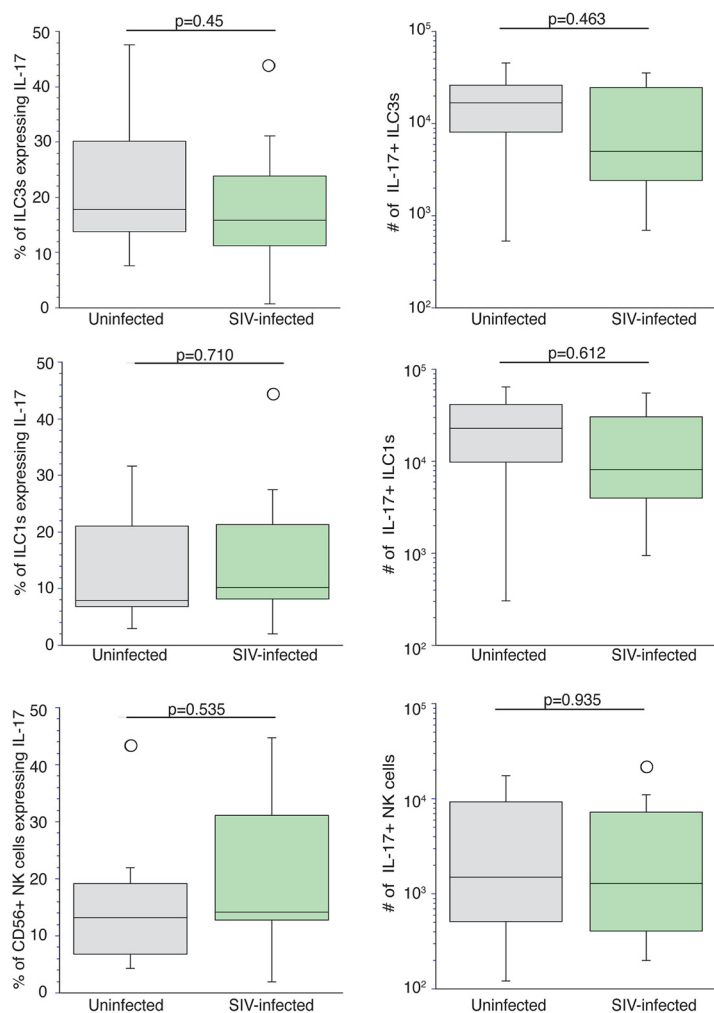 p=0.45
% of ILC3s expressing IL-17
50
40
30
20
10
0
Uninfected SIV-infected
p=0.463
# of IL-17+ ILC3s
10⁵
10⁴
10³
10²
Uninfected SIV-infected
p=0.710
% of ILC1s expressing IL-17
50
40
30
20
10
0
Uninfected SIV-infected
p=0.612
# of IL-17+ ILC1s
10⁵
10⁴
10³
10²
Uninfected SIV-infected
p=0.535
% of CD56+ NK cells expressing IL-17
50
40
30
20
10
0
Uninfected SIV-infected
p=0.935
# of IL-17+ NK cells
10⁵
10⁴
10³
10²
Uninfected SIV-infected